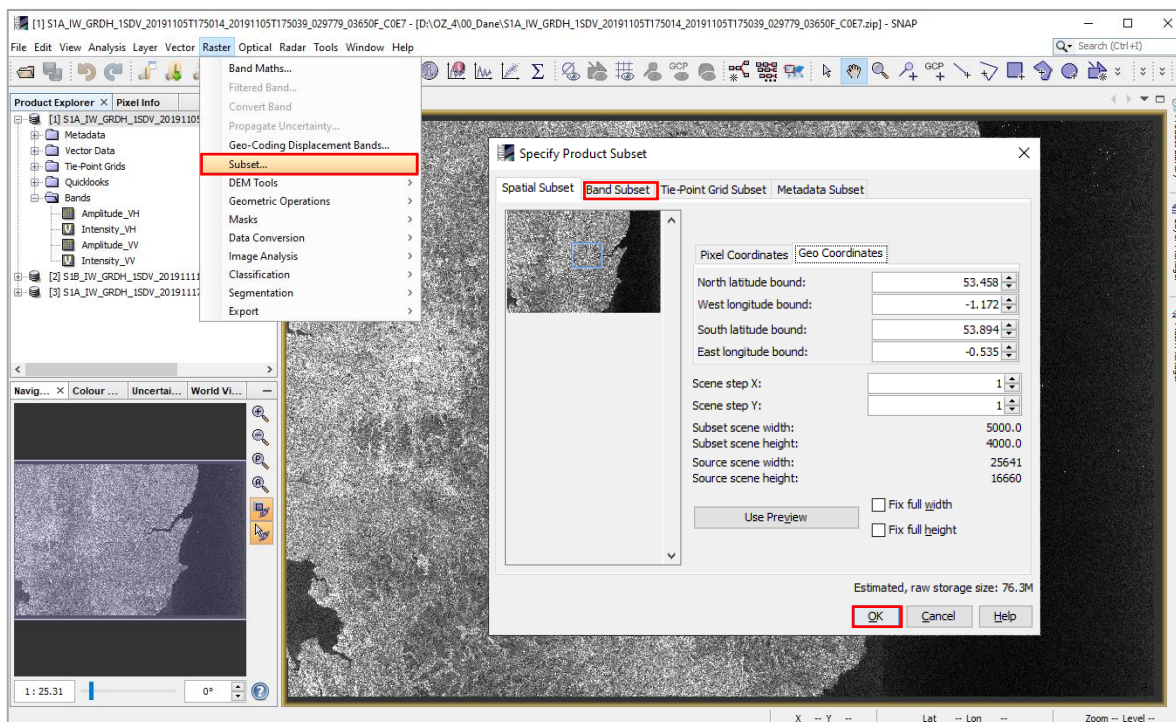 [1] S1A_IW_GRDH_1SDV_20191105T175014_20191105T175039_029779_03650F_C0E7 - [D:\OZ_4\00_Dane\S1A_IW_GRDH_1SDV_20191105T175014_20191105T175039_029779_03650F_C0E7.zip] - SNAP
File Edit View Analysis Layer Vector Raster Optical Radar Tools Window Help
Search (Ctrl+I)
GCP GCP
Product Explorer × Pixel Info
[1] S1A_IW_GRDH_1SDV_20191105
Metadata
Vector Data
Tie-Point Grids
Quicklooks
Bands
Amplitude_VH
Intensity_VH
Amplitude_VV
Intensity_VV
[2] S1B_IW_GRDH_1SDV_2019111
[3] S1A_IW_GRDH_1SDV_2019111
Band Maths...
Filtered Band...
Convert Band
Propagate Uncertainty...
Geo-Coding Displacement Bands...
Subset...
DEM Tools
Geometric Operations
Masks
Data Conversion
Image Analysis
Classification
Segmentation
Export
Specify Product Subset
Spatial Subset Band Subset Tie-Point Grid Subset Metadata Subset
Pixel Coordinates Geo Coordinates
North latitude bound: 53.458
West longitude bound: -1.172
South latitude bound: 53.894
East longitude bound: -0.535
Scene step X: 1
Scene step Y: 1
Subset scene width: 5000.0
Subset scene height: 4000.0
Source scene width: 25641
Source scene height: 16660
Use Preview
Fix full width
Fix full height
Estimated, raw storage size: 76.3M
OK Cancel Help
Navig... × Colour ... Uncertai... World Vi...
1 : 25.31
0°
X -- Y -- Lat -- Lon -- Zoom -- Level --